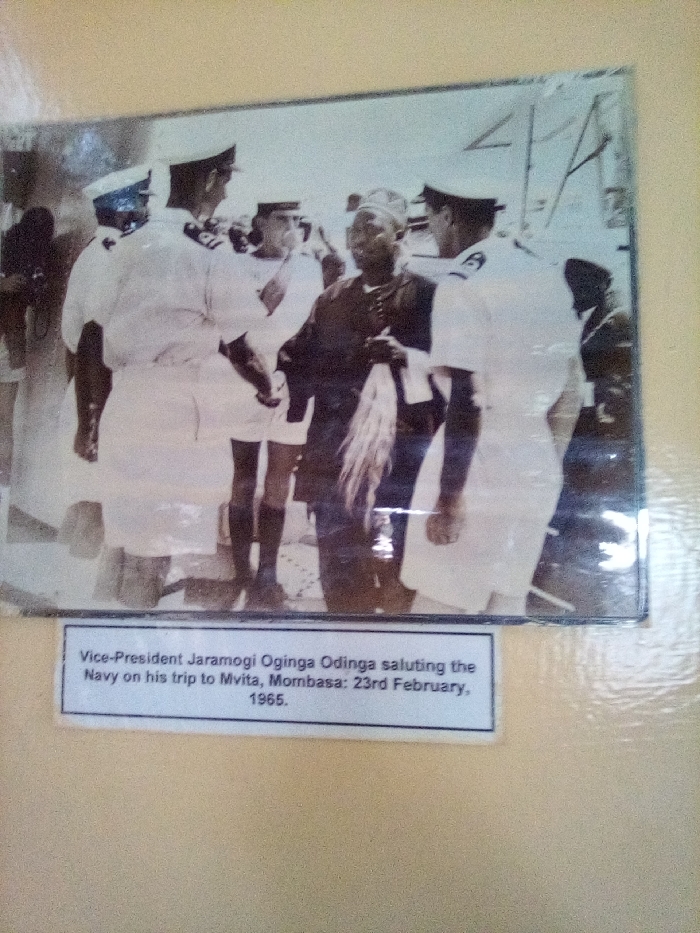 Vice-President Jaramogi Oginga Odinga saluting the
Navy on his trip to Mvita, Mombasa: 23rd February,
1965.